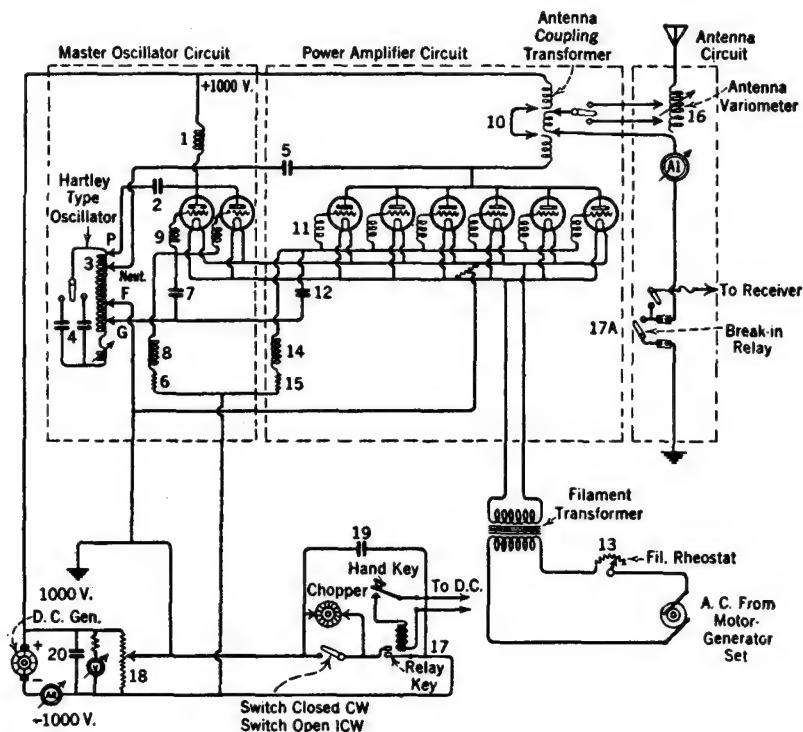 Antenna
Coupling
Transformer
Master Oscillator Circuit
Power Amplifier Circuit
Antenna
Circuit
+1000 V.
Antenna
Variometer
10
16
1
5
A1
Hartley
Type
Oscillator
2
P
9
11
3
Neut.
F
7
12
To Receiver
4
G
17A
Break-in
Relay
8
14
6
15
Filament
Transformer
19
13
Fil. Rheostat
Hand Key
To D.C.
Chopper
1000 V.
D.C. Gen.
A. C. From
Motor-
Generator
Set
+
20
V
18
17
Relay
Key
−
−1000 V.
Switch Closed CW
Switch Open ICW